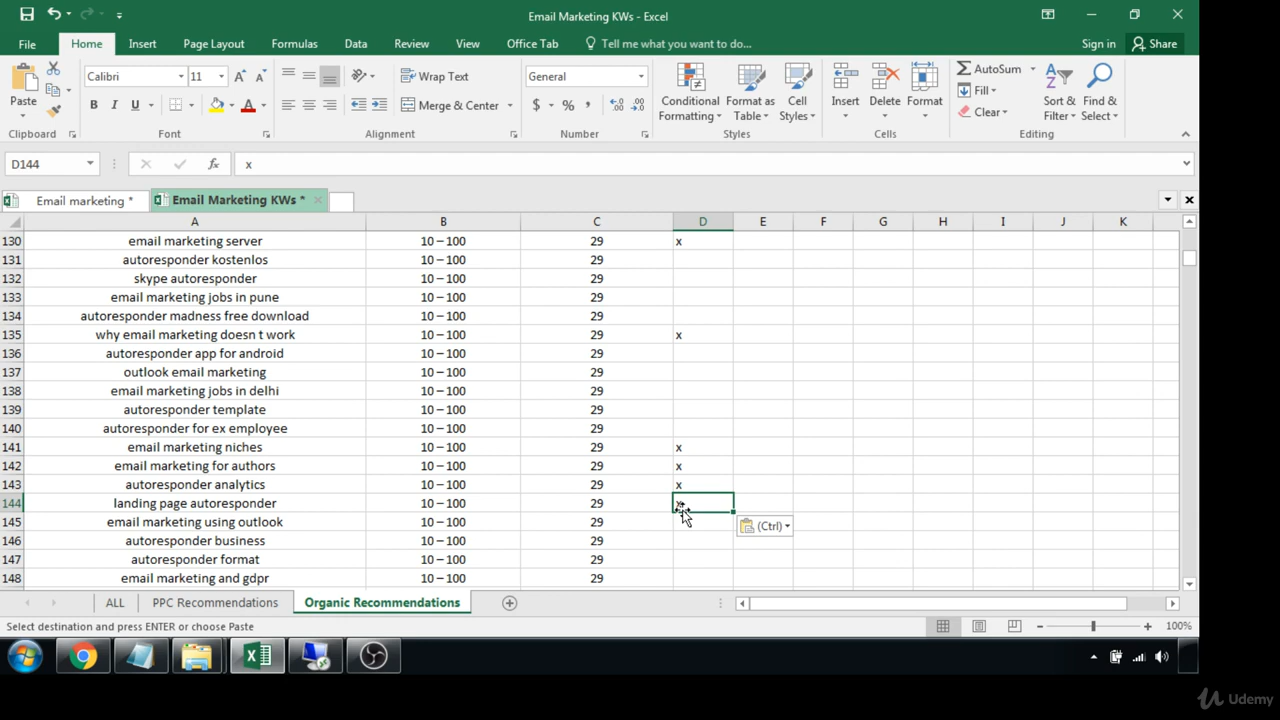 Email Marketing KWs - Excel
File Home Insert Page Layout Formulas Data Review View Office Tab Tell me what you want to do... Sign in Share
Calibri 11 Wrap Text General AutoSum
Fill
Paste B I U Merge & Center $ % Conditional Formatting Format as Table Cell Styles Insert Delete Format Clear Sort & Filter Find & Select
Clipboard Font Alignment Number Styles Cells Editing
D144 fx x
Email marketing * Email Marketing KWs *
A B C D E F G H I J K
130 email marketing server 10 – 100 29 x
131 autoresponder kostenlos 10 – 100 29
132 skype autoresponder 10 – 100 29
133 email marketing jobs in pune 10 – 100 29
134 autoresponder madness free download 10 – 100 29
135 why email marketing doesn t work 10 – 100 29 x
136 autoresponder app for android 10 – 100 29
137 outlook email marketing 10 – 100 29
138 email marketing jobs in delhi 10 – 100 29
139 autoresponder template 10 – 100 29
140 autoresponder for ex employee 10 – 100 29
141 email marketing niches 10 – 100 29 x
142 email marketing for authors 10 – 100 29 x
143 autoresponder analytics 10 – 100 29 x
144 landing page autoresponder 10 – 100 29 x
145 email marketing using outlook 10 – 100 29
(Ctrl)
146 autoresponder business 10 – 100 29
147 autoresponder format 10 – 100 29
148 email marketing and gdpr 10 – 100 29
ALL PPC Recommendations Organic Recommendations
Select destination and press ENTER or choose Paste 100%
Udemy